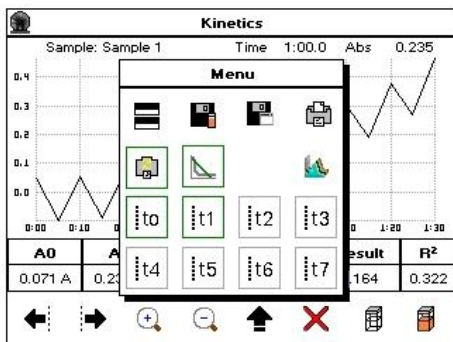 Kinetics
Sample: Sample 1 Time 1:00.0 Abs 0.235
Menu
0.4
0.3
0.2
0.1
0.0
0:00 0:10 1:20 1:30
t0 t1 t2 t3
A0 R²
0.071 A 0.322
t4 t5 t6 t7